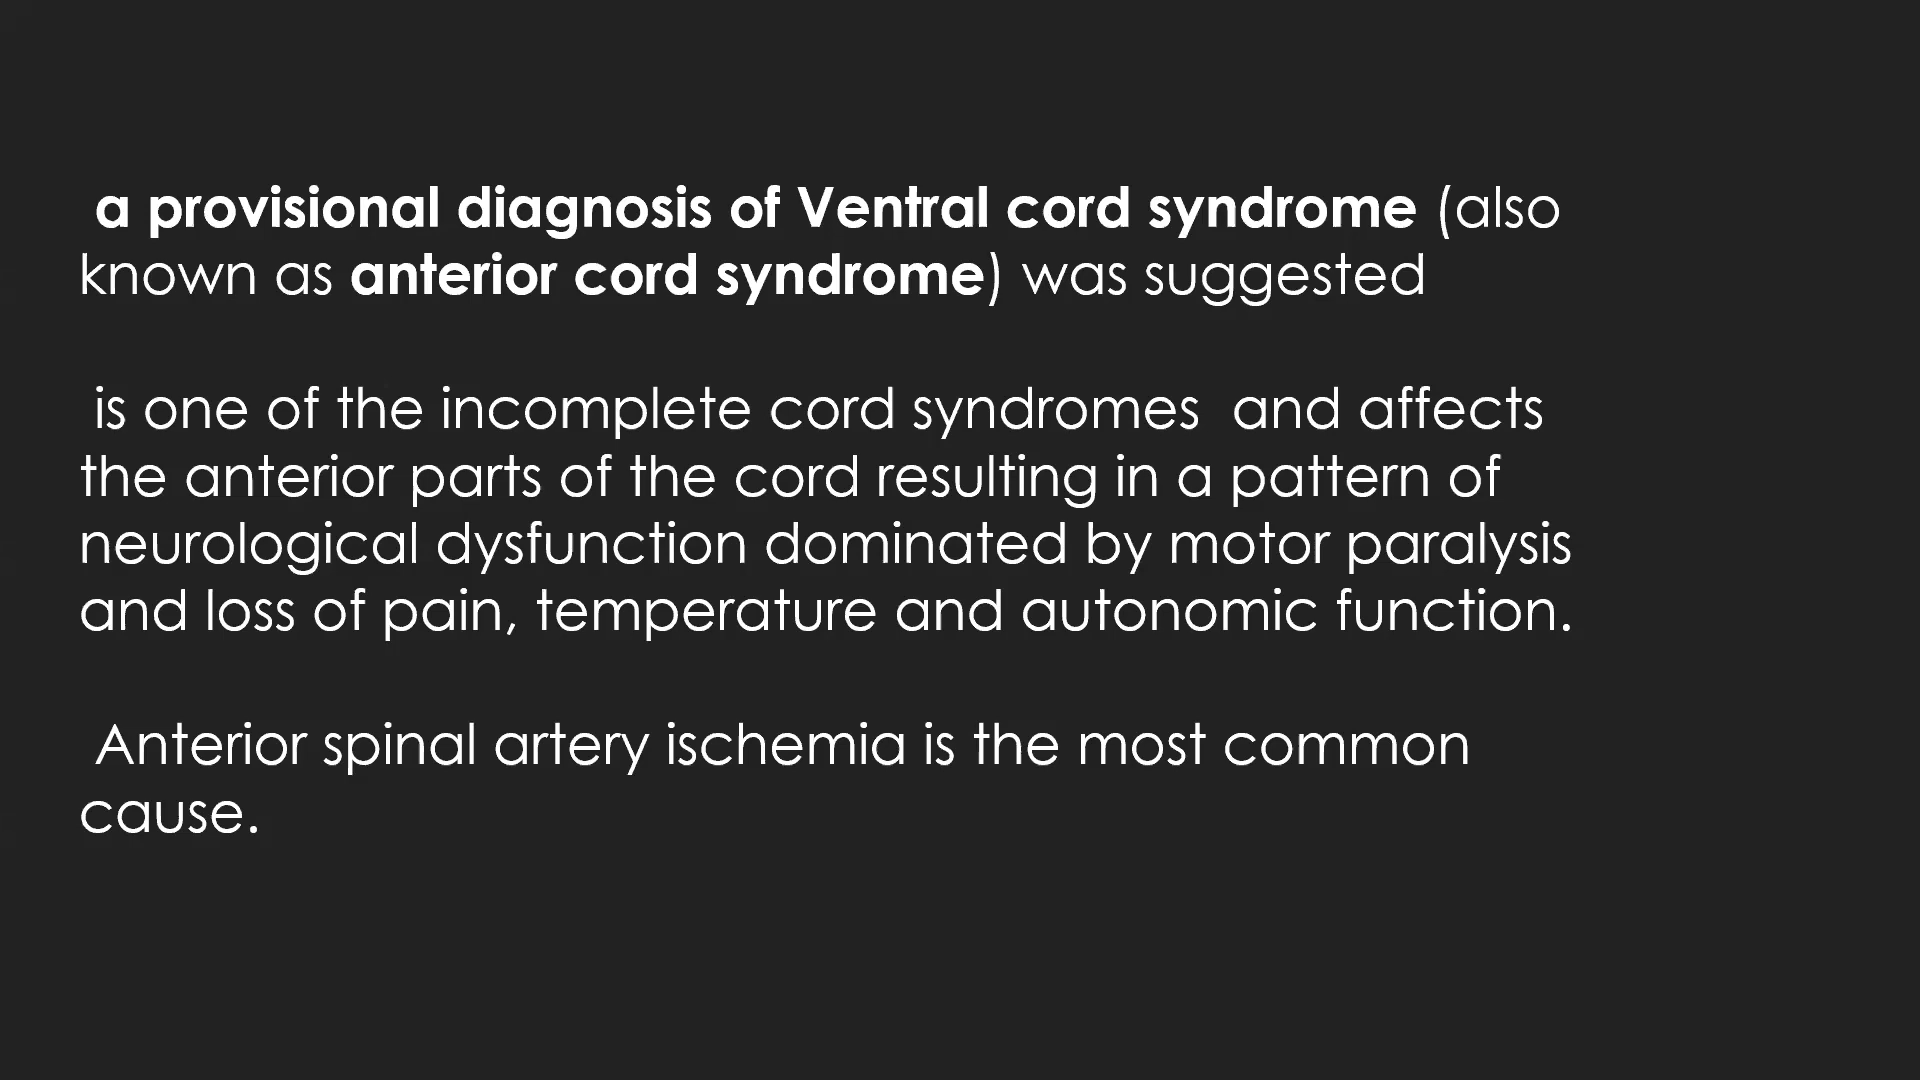 a provisional diagnosis of Ventral cord syndrome (also
known as anterior cord syndrome) was suggested
is one of the incomplete cord syndromes  and affects
the anterior parts of the cord resulting in a pattern of
neurological dysfunction dominated by motor paralysis
and loss of pain, temperature and autonomic function.
Anterior spinal artery ischemia is the most common
cause.